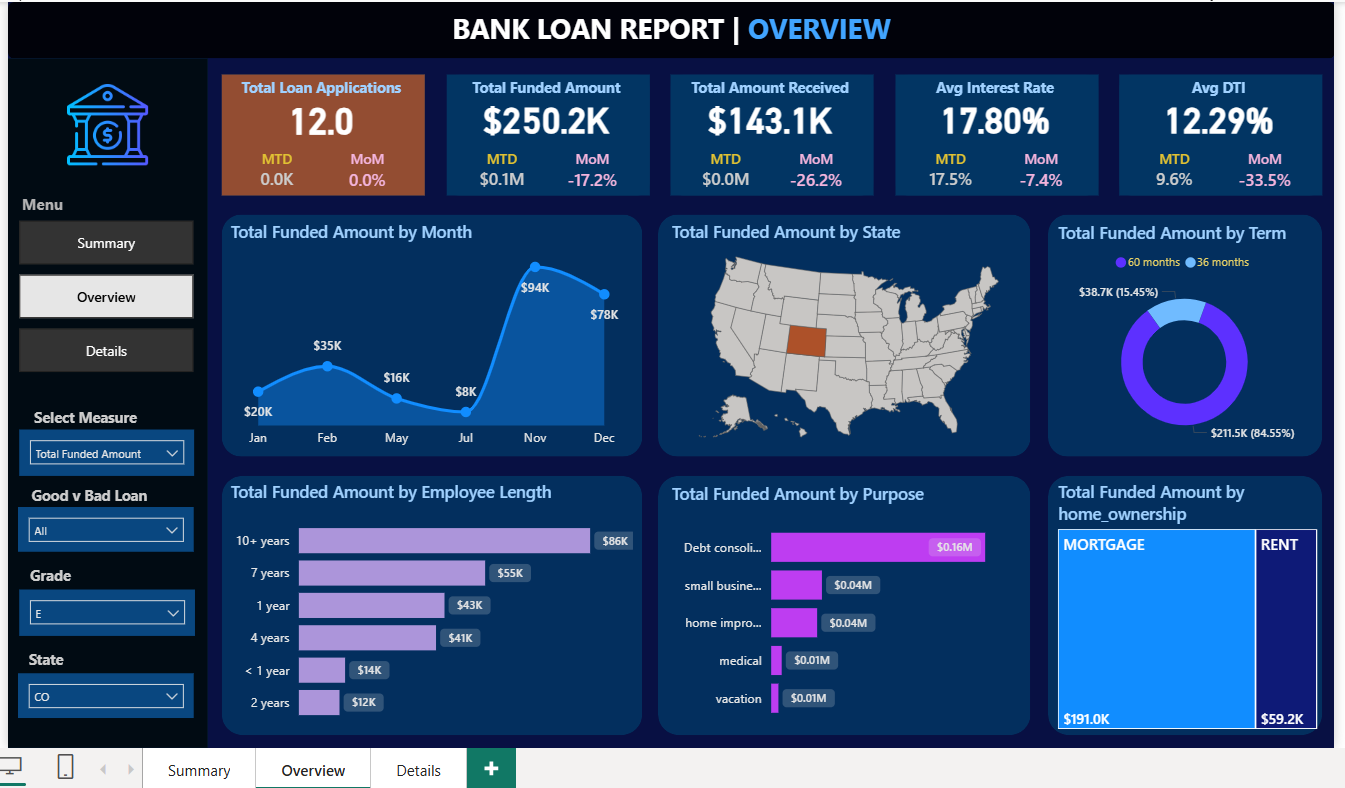 BANK LOAN REPORT | OVERVIEW
Total Loan Applications
12.0
MTD MoM
0.0K 0.0%
Total Funded Amount
$250.2K
MTD MoM
$0.1M -17.2%
Total Amount Received
$143.1K
MTD MoM
$0.0M -26.2%
Avg Interest Rate
17.80%
MTD MoM
17.5% -7.4%
Avg DTI
12.29%
MTD MoM
9.6% -33.5%
$
Menu
Summary
Overview
Details
Select Measure
Total Funded Amount
Good v Bad Loan
All
Grade
E
State
CO
Total Funded Amount by Month
$20K
$35K
$16K
$8K
$94K
$78K
Jan Feb May Jul Nov Dec
Total Funded Amount by State
Total Funded Amount by Term
60 months 36 months
$38.7K (15.45%)
$211.5K (84.55%)
Total Funded Amount by Employee Length
10+ years $86K
7 years $55K
1 year $43K
4 years $41K
< 1 year $14K
2 years $12K
Total Funded Amount by Purpose
Debt consoli... $0.16M
small busine... $0.04M
home impro... $0.04M
medical $0.01M
vacation $0.01M
Total Funded Amount by
home_ownership
MORTGAGE RENT
$191.0K $59.2K
Summary Overview Details +